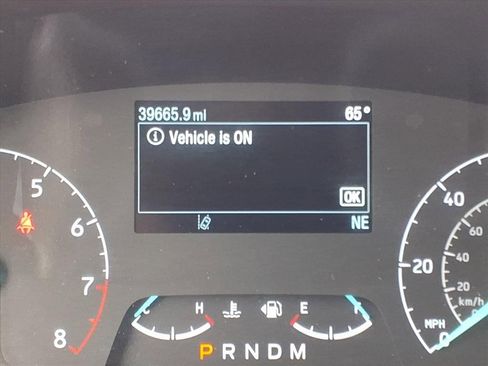 39665.9 mi 65°
Vehicle is ON
OK
NE
5
6
7
8
C H
E F
P R N D M
40
20
0
MPH
60
40
20
km/h